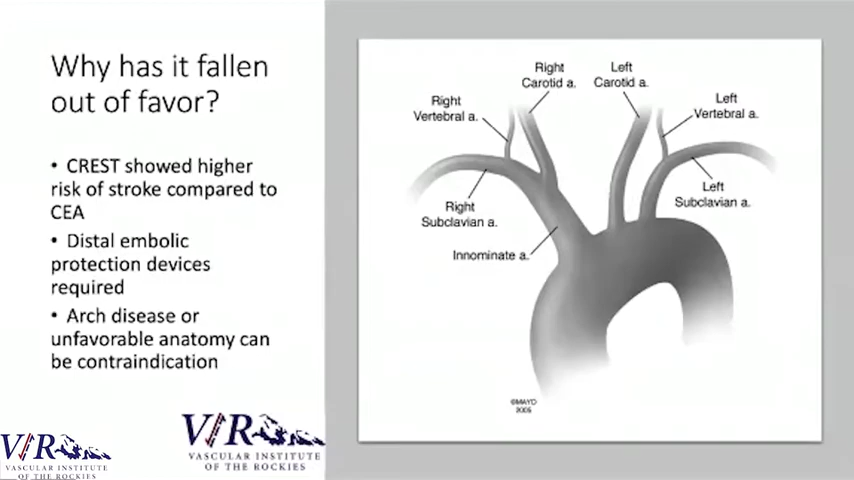 Why has it fallen
out of favor?
• CREST showed higher
risk of stroke compared to
CEA
• Distal embolic
protection devices
required
• Arch disease or
unfavorable anatomy can
be contraindication
V/R
VASCULAR INSTITUTE
OF THE ROCKIES
V/R
VASCULAR INSTITUTE
OF THE ROCKIES
Right
Carotid a.
Left
Carotid a.
Right
Vertebral a.
Left
Vertebral a.
Right
Subclavian a.
Left
Subclavian a.
Innominate a.
©MAYO
2005